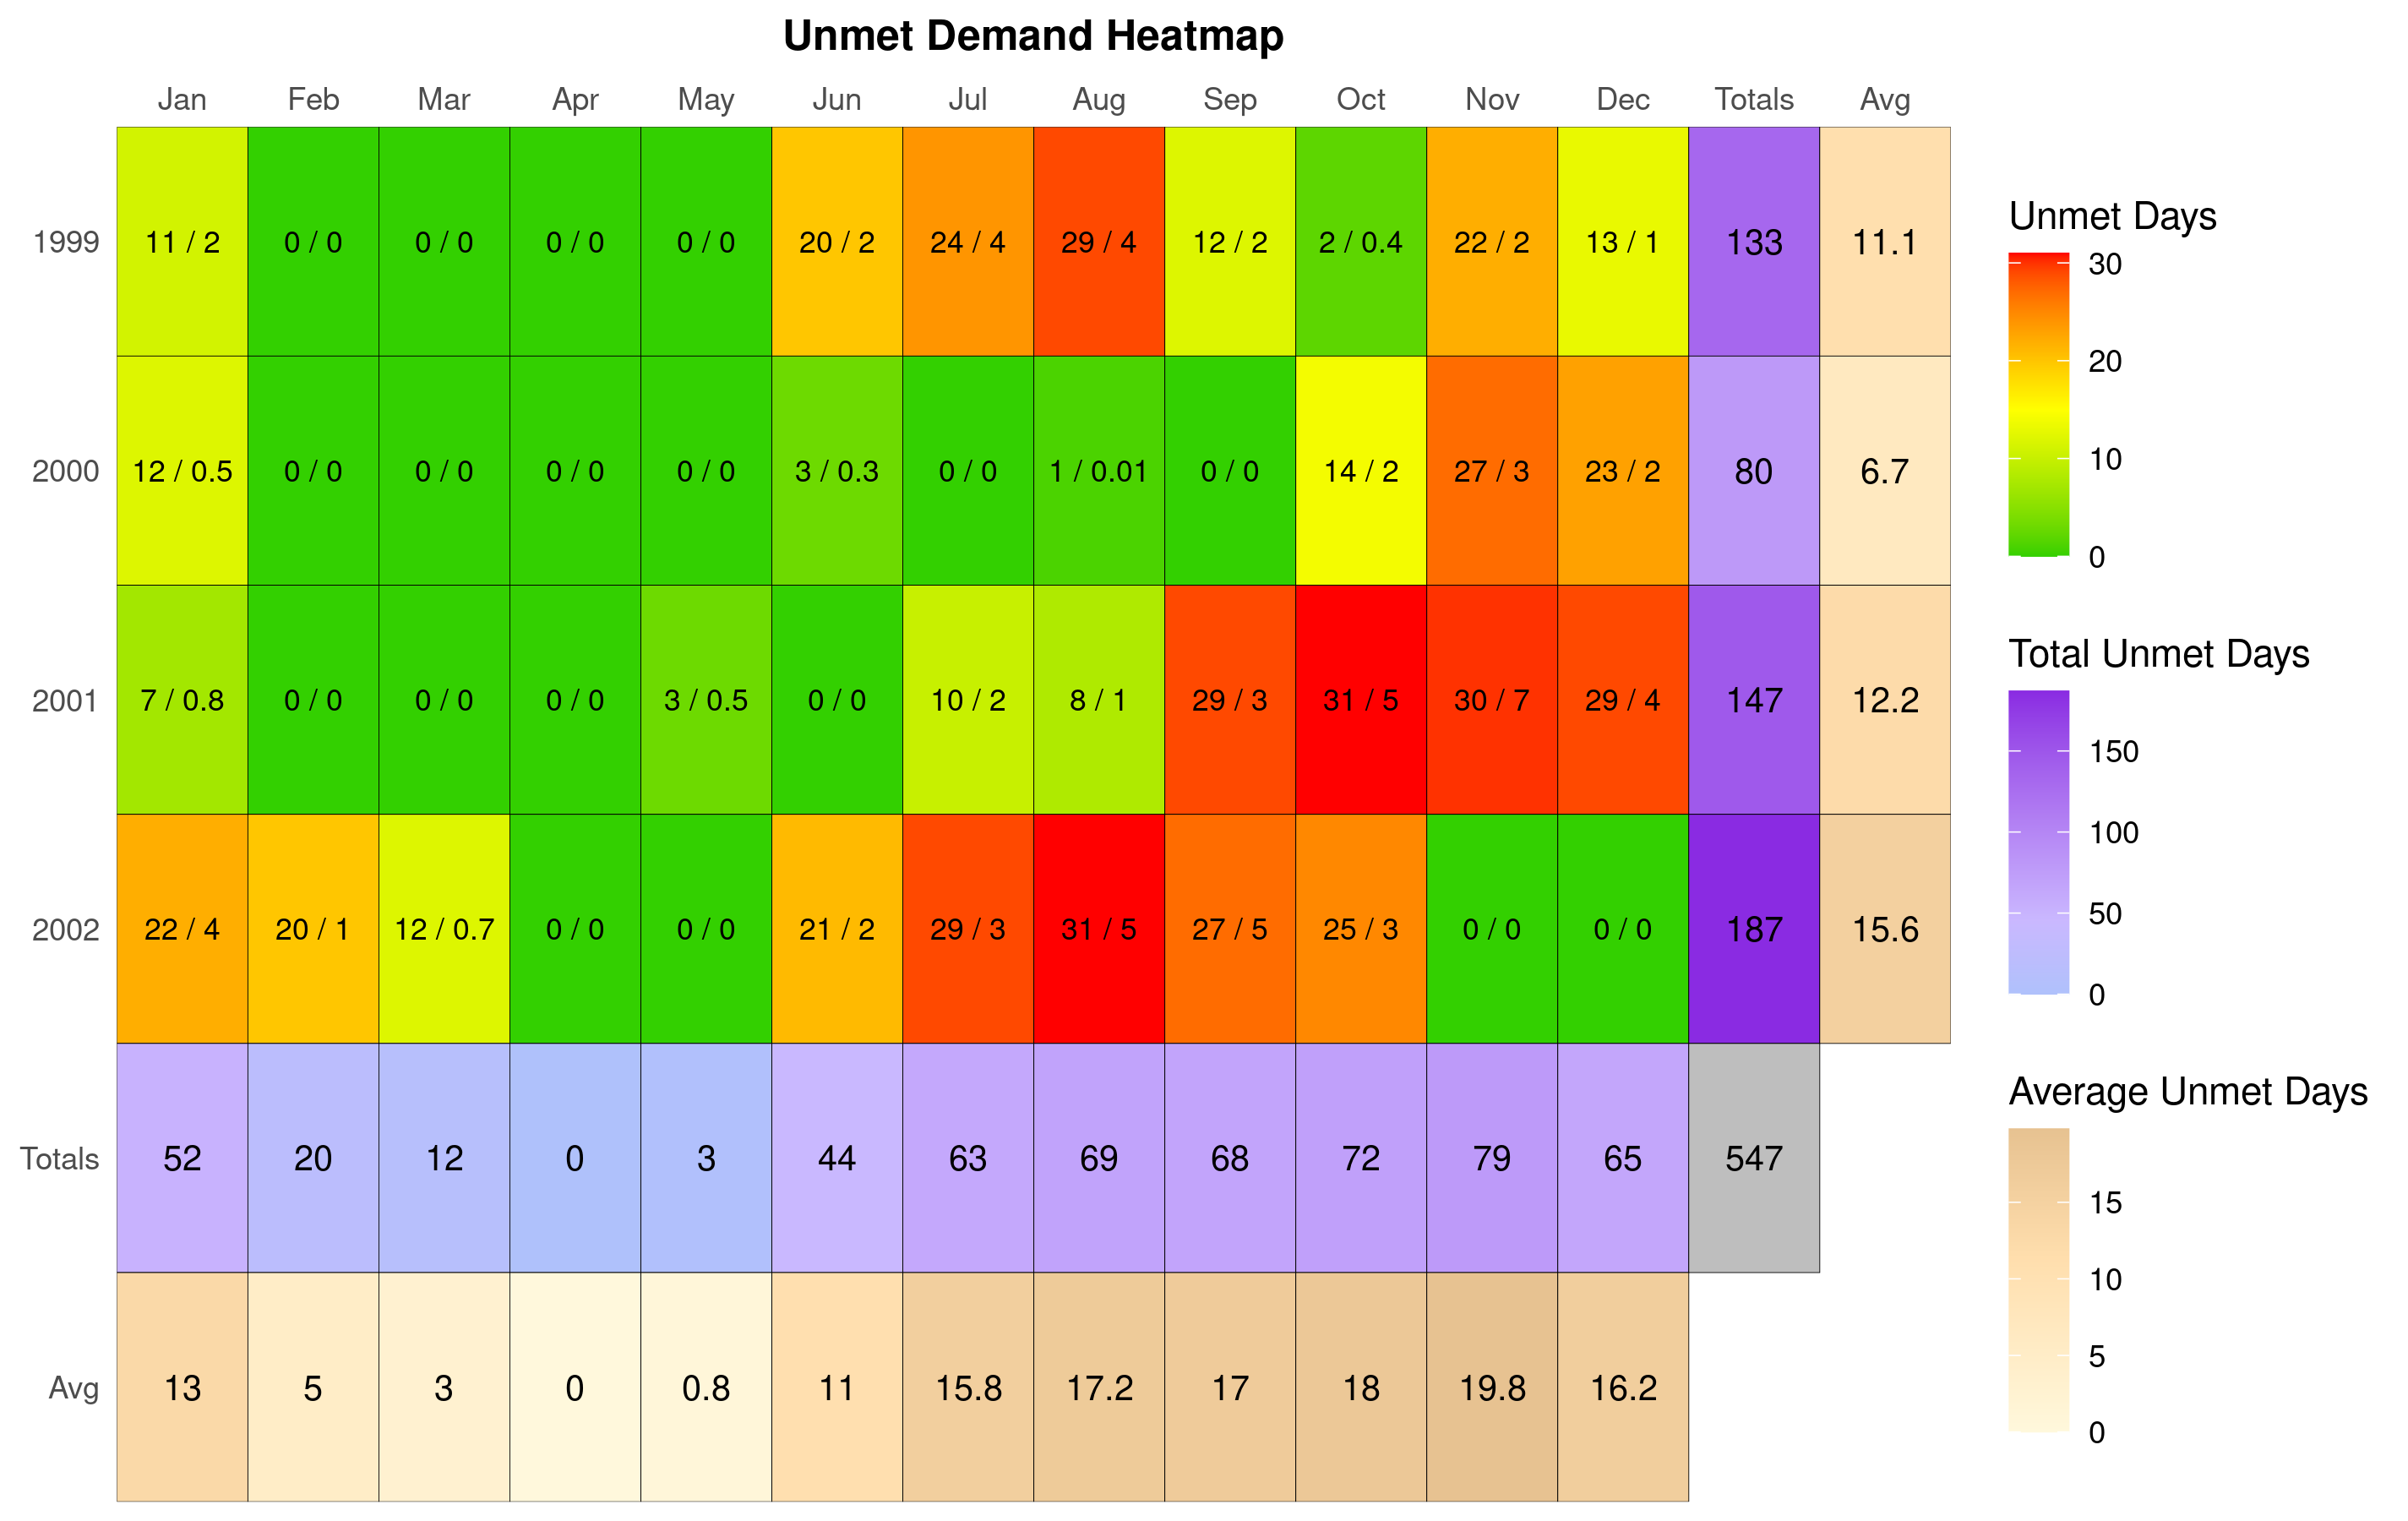 Unmet Demand Heatmap
Jan Feb Mar Apr May Jun Jul Aug Sep Oct Nov Dec Totals Avg
1999 11 / 2 0 / 0 0 / 0 0 / 0 0 / 0 20 / 2 24 / 4 29 / 4 12 / 2 2 / 0.4 22 / 2 13 / 1 133 11.1
2000 12 / 0.5 0 / 0 0 / 0 0 / 0 0 / 0 3 / 0.3 0 / 0 1 / 0.01 0 / 0 14 / 2 27 / 3 23 / 2 80 6.7
2001 7 / 0.8 0 / 0 0 / 0 0 / 0 3 / 0.5 0 / 0 10 / 2 8 / 1 29 / 3 31 / 5 30 / 7 29 / 4 147 12.2
2002 22 / 4 20 / 1 12 / 0.7 0 / 0 0 / 0 21 / 2 29 / 3 31 / 5 27 / 5 25 / 3 0 / 0 0 / 0 187 15.6
Totals 52 20 12 0 3 44 63 69 68 72 79 65 547
Avg 13 5 3 0 0.8 11 15.8 17.2 17 18 19.8 16.2
Unmet Days
30
20
10
0
Total Unmet Days
150
100
50
0
Average Unmet Days
15
10
5
0